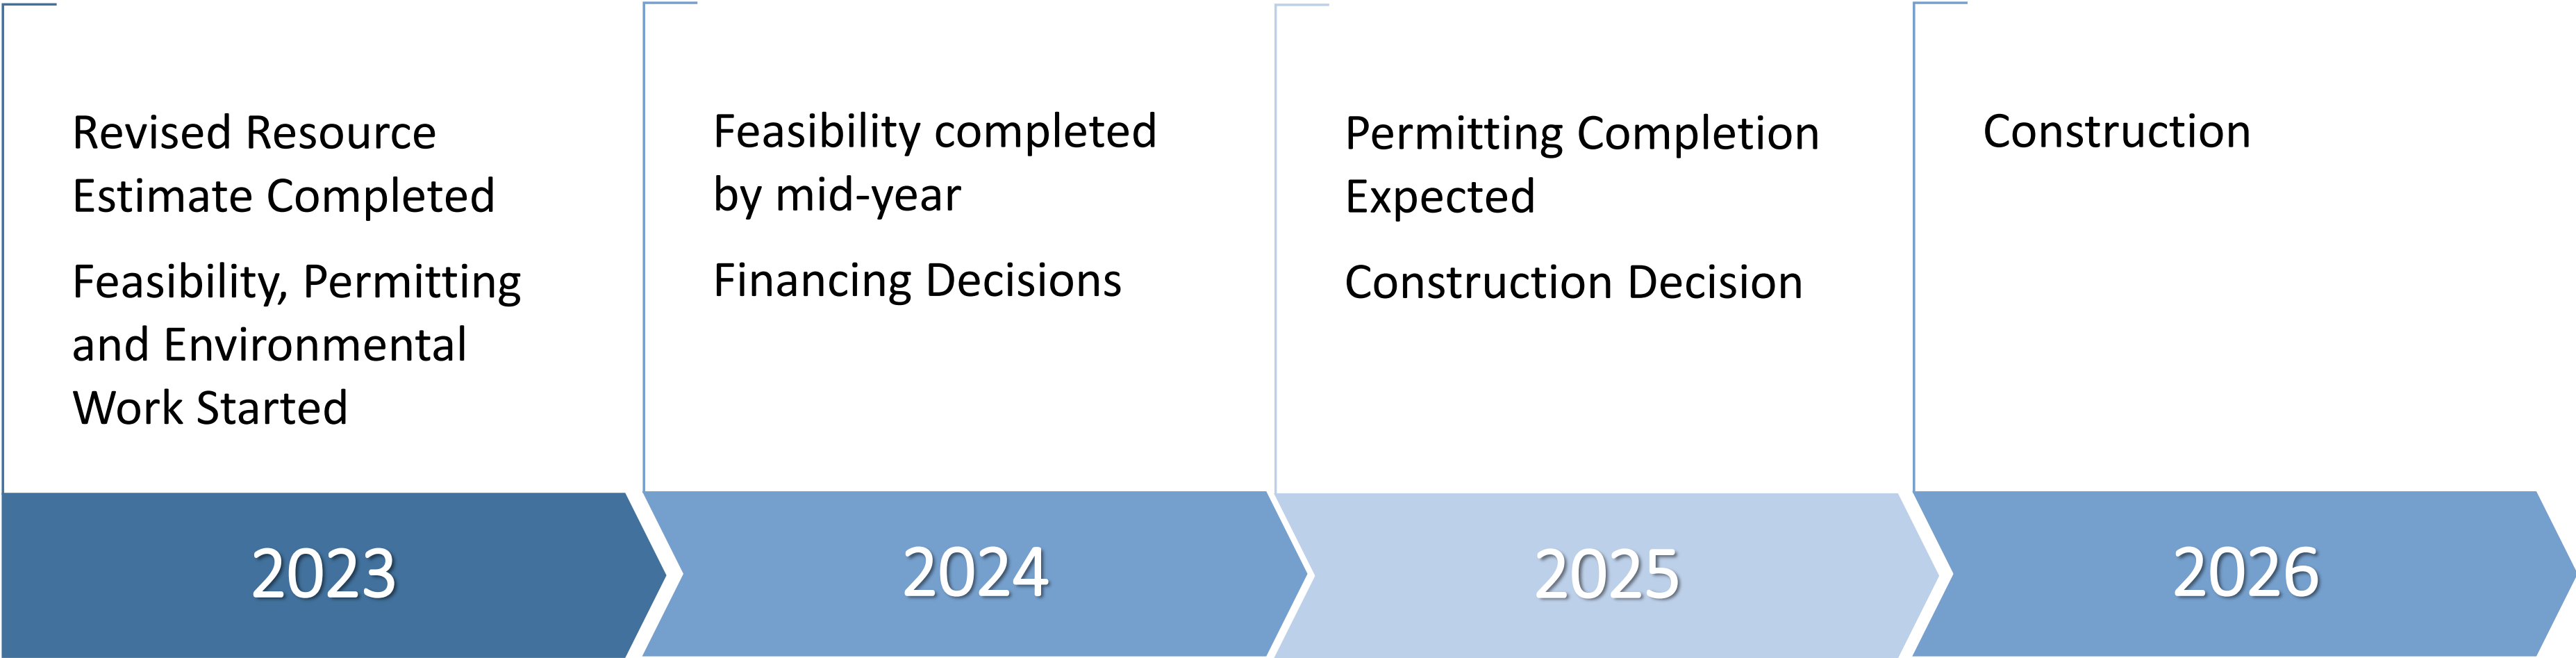 Revised Resource
Estimate Completed
Feasibility, Permitting
and Environmental
Work Started
2023
Feasibility completed
by mid-year
Financing Decisions
2024
Permitting Completion
Expected
Construction Decision
2025
Construction
2026